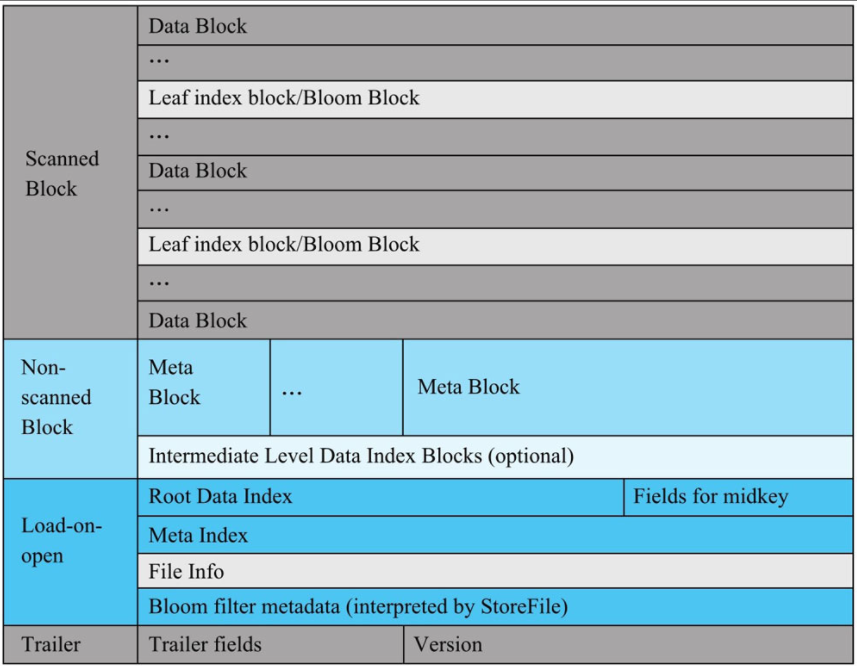 Scanned
Block
Data Block
...
Leaf index block/Bloom Block
...
Data Block
...
Leaf index block/Bloom Block
...
Data Block
Non-
scanned
Block
Meta
Block
...
Meta Block
Intermediate Level Data Index Blocks (optional)
Load-on-
open
Root Data Index
Fields for midkey
Meta Index
File Info
Bloom filter metadata (interpreted by StoreFile)
Trailer
Trailer fields
Version